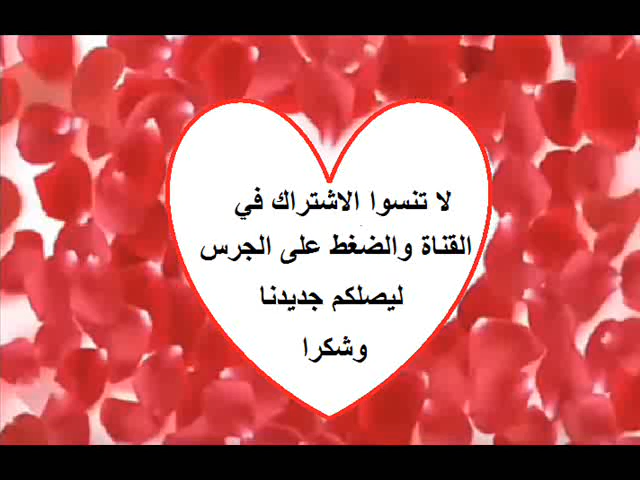 لا تنسوا الاشتراك في
القناة والضغط على الجرس
ليصلكم جديدنا
وشكرا